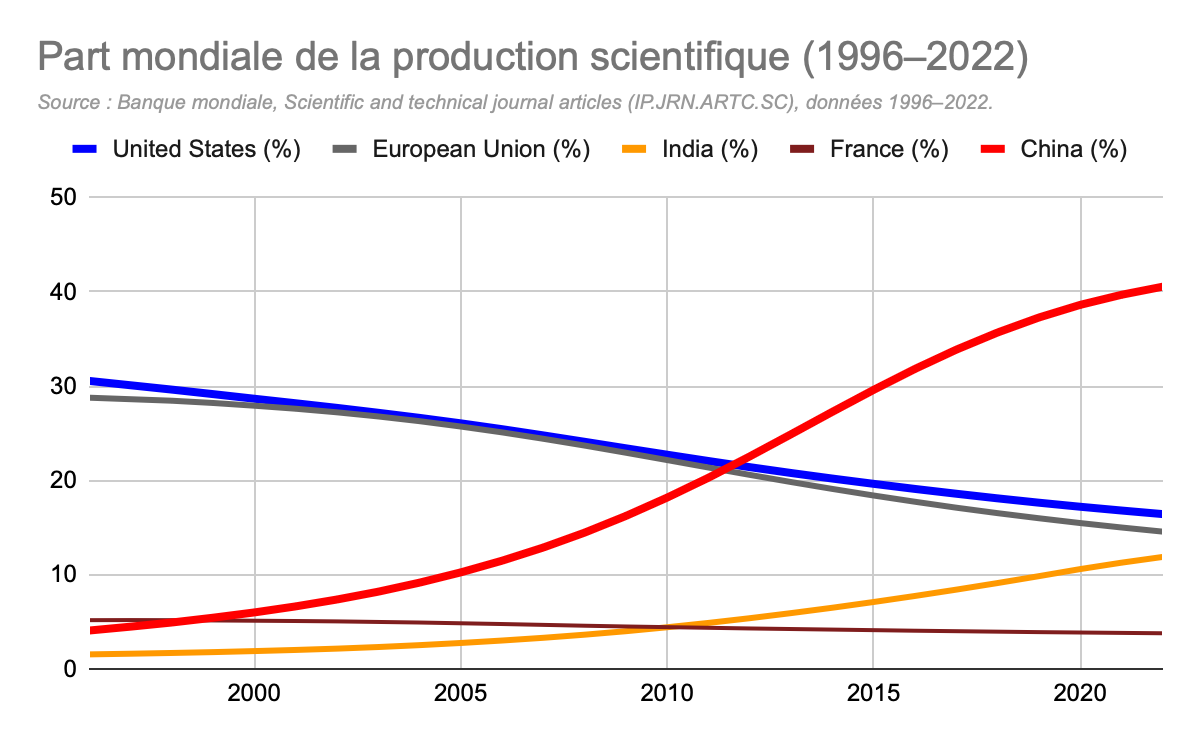 Part mondiale de la production scientifique (1996–2022)
Source : Banque mondiale, Scientific and technical journal articles (IP.JRN.ARTC.SC), données 1996–2022.
United States (%) European Union (%) India (%) France (%) China (%)
50
40
30
20
10
0
2000 2005 2010 2015 2020